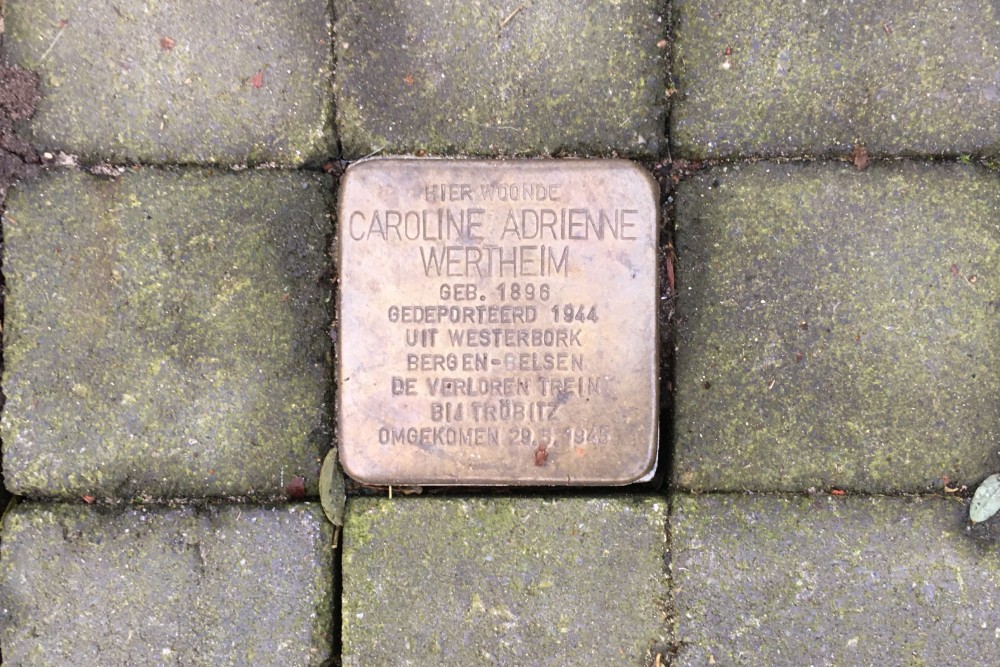 HIER WOONDE
CAROLINE ADRIENNE
WERTHEIM
GEB. 1896
GEDEPORTEERD 1944
UIT WESTERBORK
BERGEN-BELSEN
DE VERLOREN TREIN
BIJ TRÖBITZ
OMGEKOMEN 29.5.1945